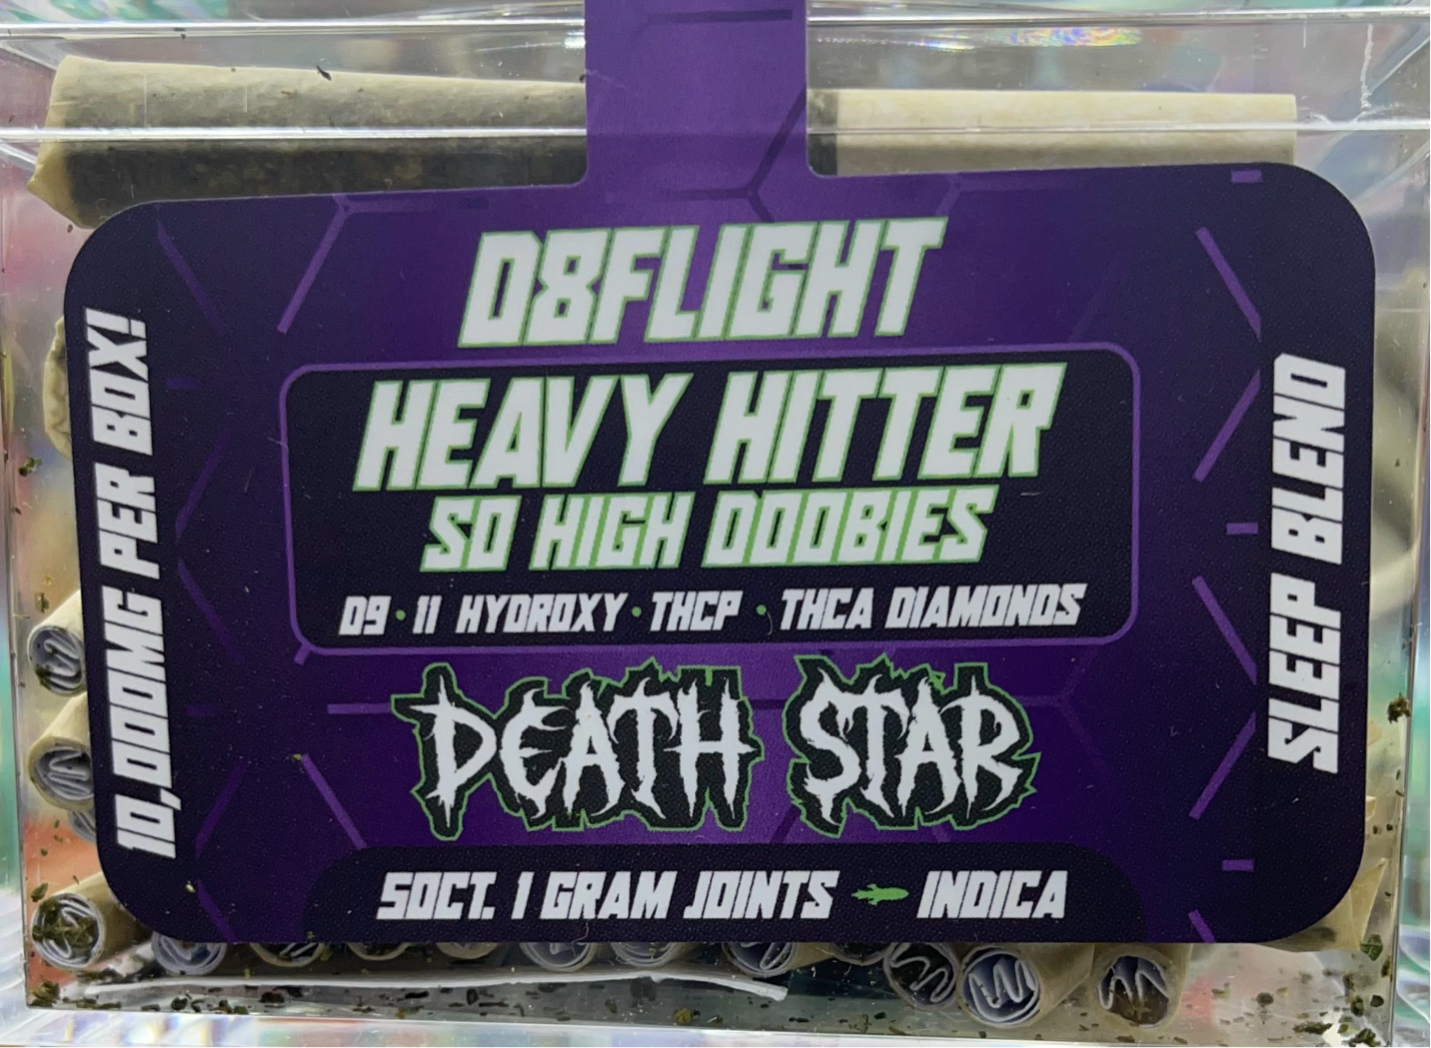 D8FLIGHT
HEAVY HITTER
SO HIGH DOOBIES
D9 • 11 HYDROXY • THCP • THCA DIAMONDS
DEATH STAR
50CT. 1 GRAM JOINTS INDICA
10,000MG PER BOX!
SLEEP BLEND